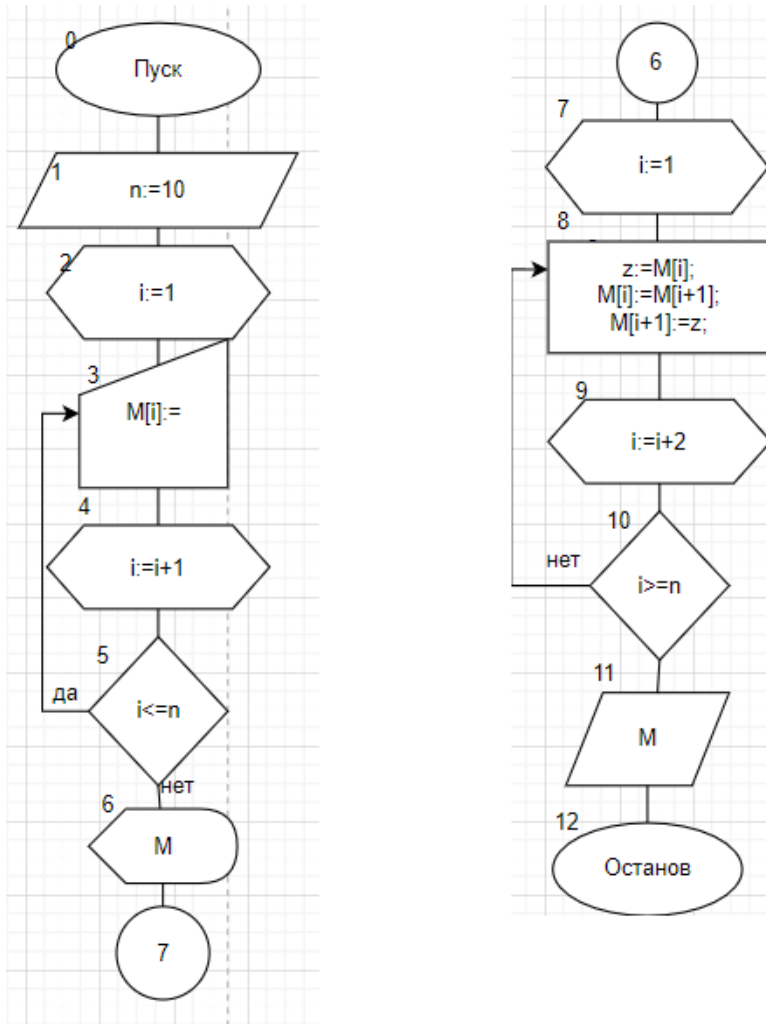 0
Пуск
1
n:=10
2
i:=1
3
M[i]:=
4
i:=i+1
5
i<=n
да
нет
6
M
7
6
7
i:=1
8
z:=M[i];
M[i]:=M[i+1];
M[i+1]:=z;
9
i:=i+2
10
нет
i>=n
11
M
12
Останов